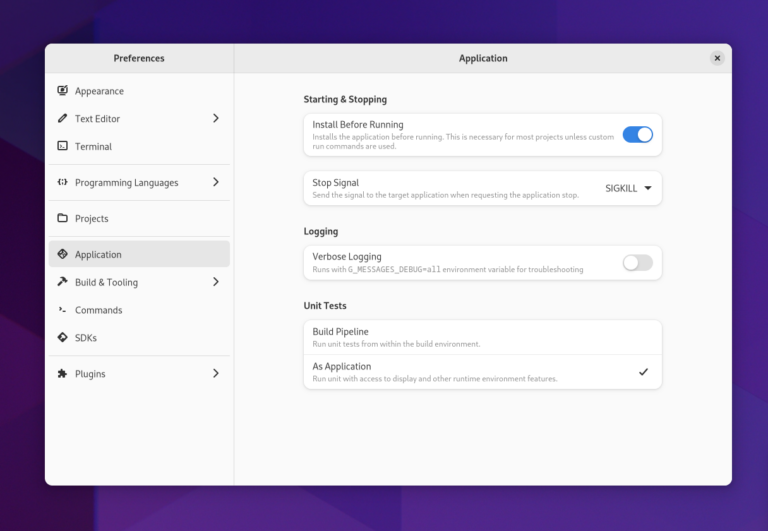 Preferences
Application
Appearance
Text Editor
Terminal
Programming Languages
Projects
Application
Build & Tooling
Commands
SDKs
Plugins
Starting & Stopping
Install Before Running
Installs the application before running. This is necessary for most projects unless custom
run commands are used.
Stop Signal
Send the signal to the target application when requesting the application stop.
SIGKILL
Logging
Verbose Logging
Runs with G_MESSAGES_DEBUG=all environment variable for troubleshooting
Unit Tests
Build Pipeline
Run unit tests from within the build environment.
As Application
Run unit with access to display and other runtime environment features.